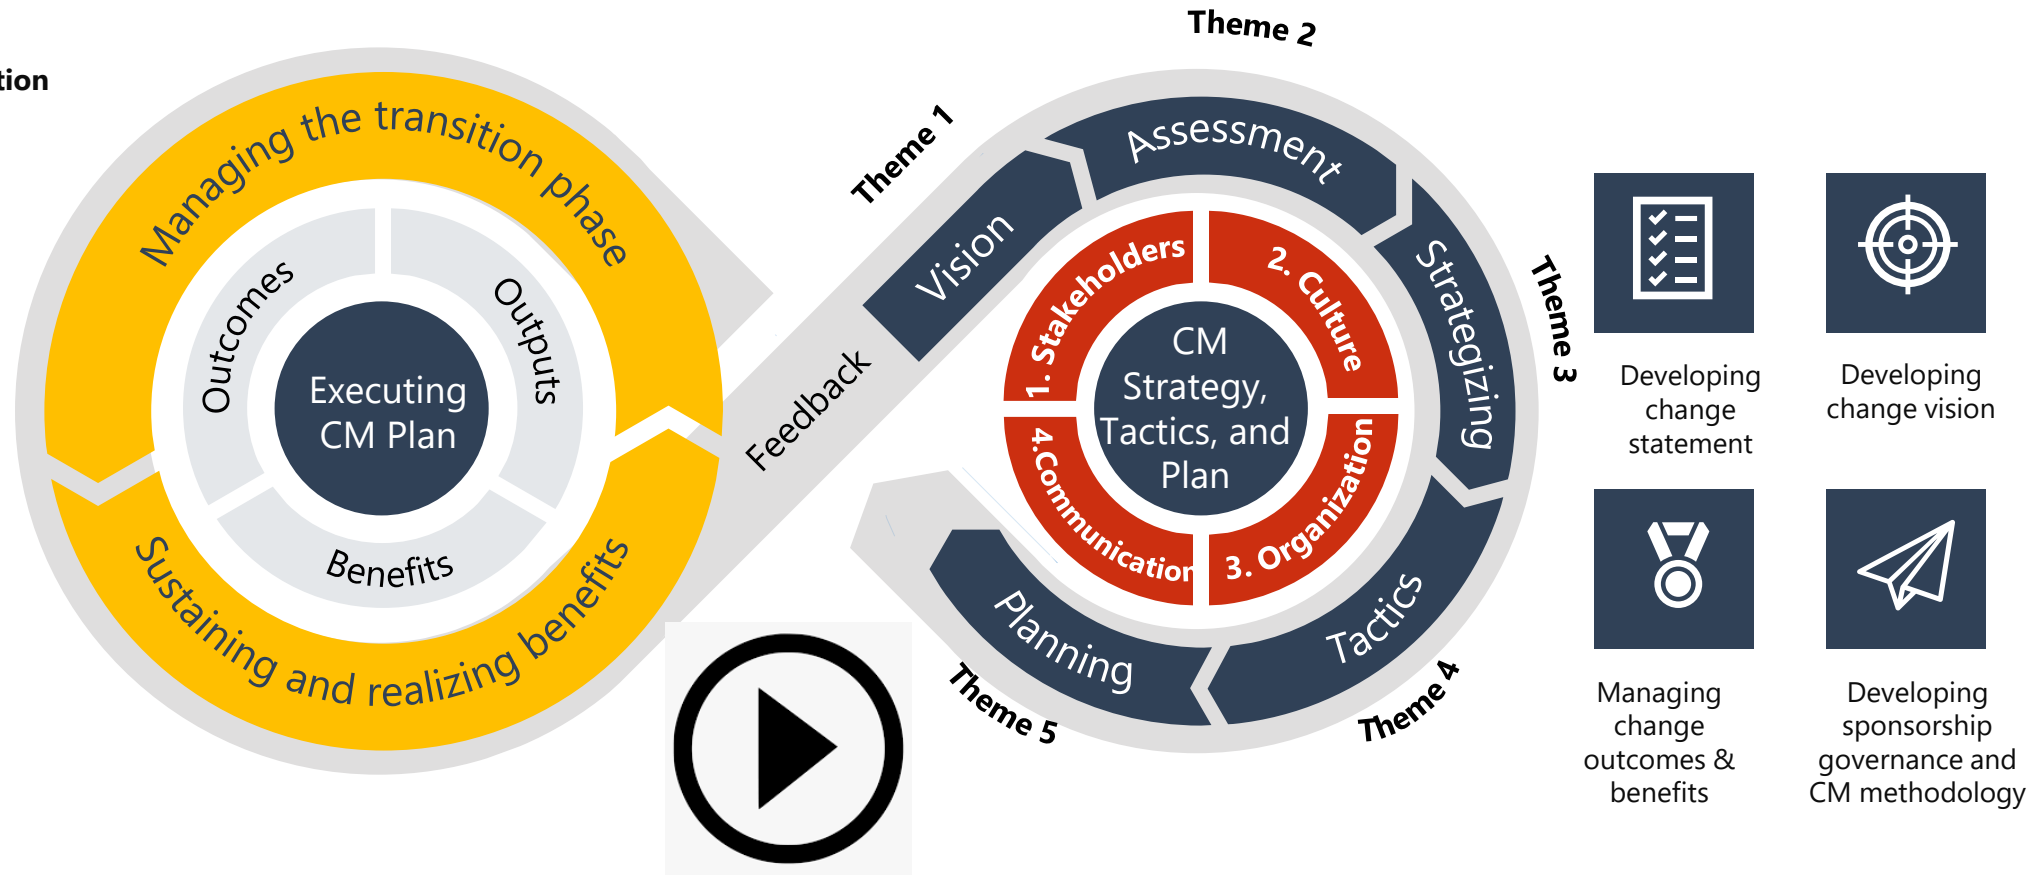 tion
Managing the transition phase
Outcomes
Outputs
Executing
CM Plan
Benefits
Sustaining and realizing benefits
Feedback
Theme 1
Vision
Theme 2
Assessment
Theme 3
Strategizing
Theme 4
Tactics
Theme 5
Planning
1. Stakeholders
2. Culture
3. Organization
4.Communication
CM
Strategy,
Tactics, and
Plan
Developing
change
statement
Developing
change vision
Managing
change
outcomes &
benefits
Developing
sponsorship
governance and
CM methodology